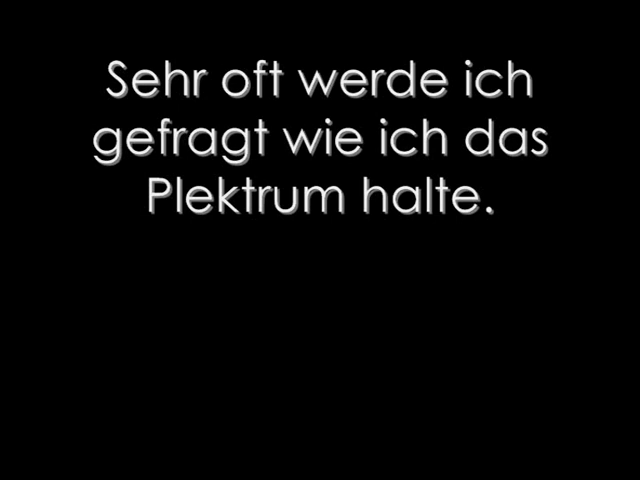 Sehr oft werde ich
gefragt wie ich das
Plektrum halte.